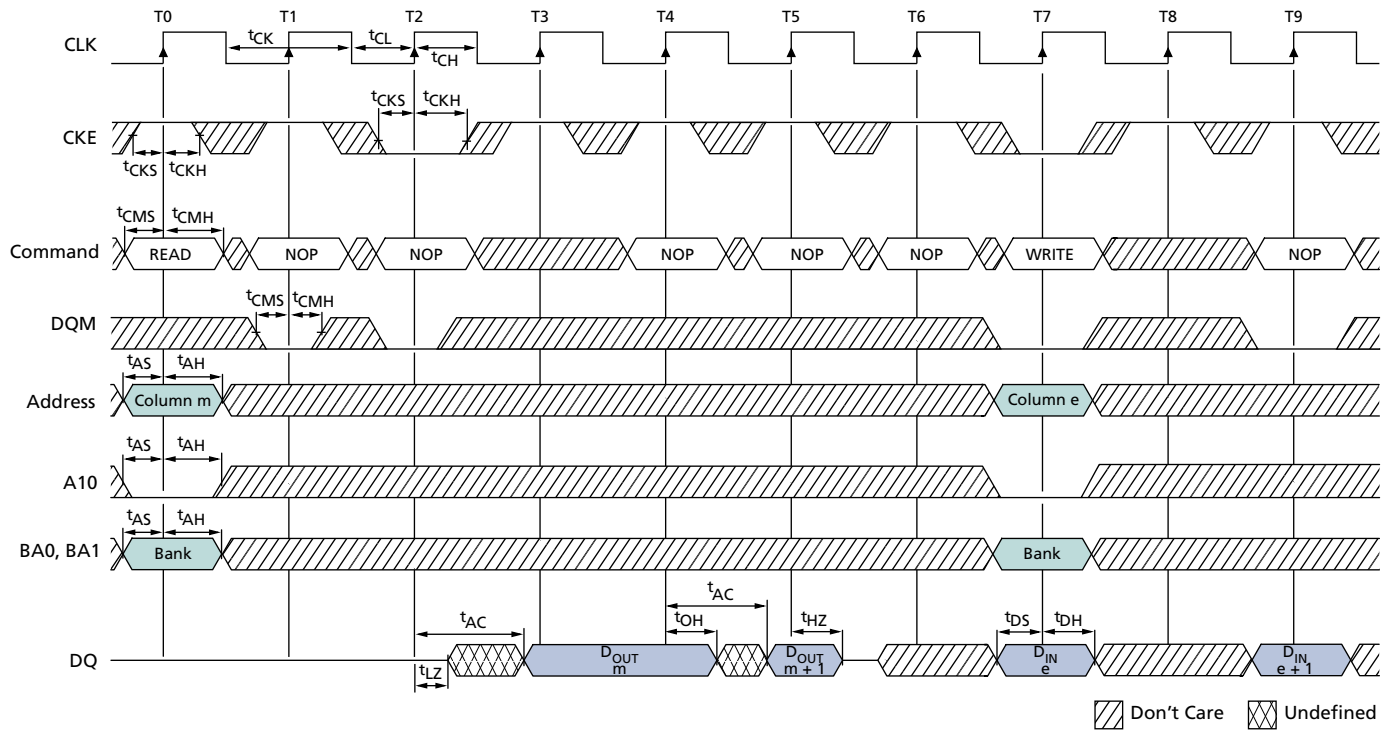 T0 T1 T2 T3 T4 T5 T6 T7 T8 T9
CLK
tCK tCL
tCH
tCKS tCKH
CKE
tCKS tCKH
tCMS tCMH
Command READ NOP NOP NOP NOP NOP WRITE NOP
tCMS tCMH
DQM
tAS tAH
Address Column m Column e
tAS tAH
A10
tAS tAH
BA0, BA1 Bank Bank
tAC
tAC tOH tHZ tDS tDH
DQ
DOUT m
DOUT m + 1
DIN e
DIN e + 1
tLZ
Don't Care Undefined